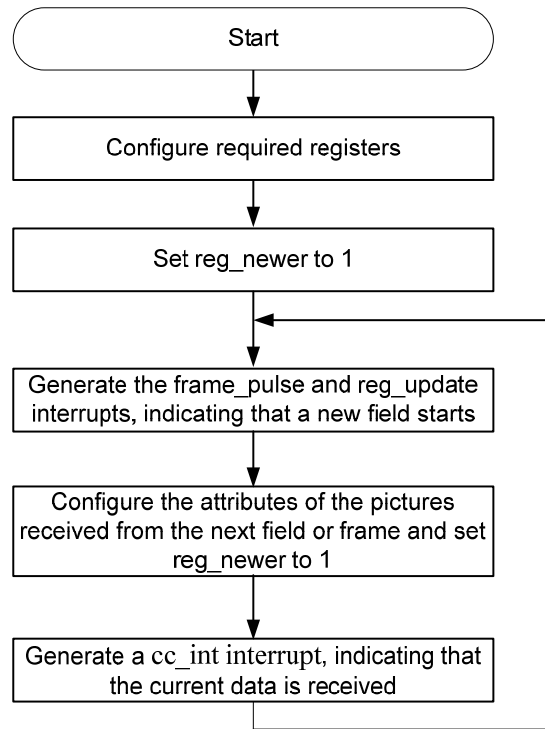 Start
Configure required registers
Set reg_newer to 1
Generate the frame_pulse and reg_update
interrupts, indicating that a new field starts
Configure the attributes of the pictures
received from the next field or frame and set
reg_newer to 1
Generate a cc_int interrupt, indicating that
the current data is received